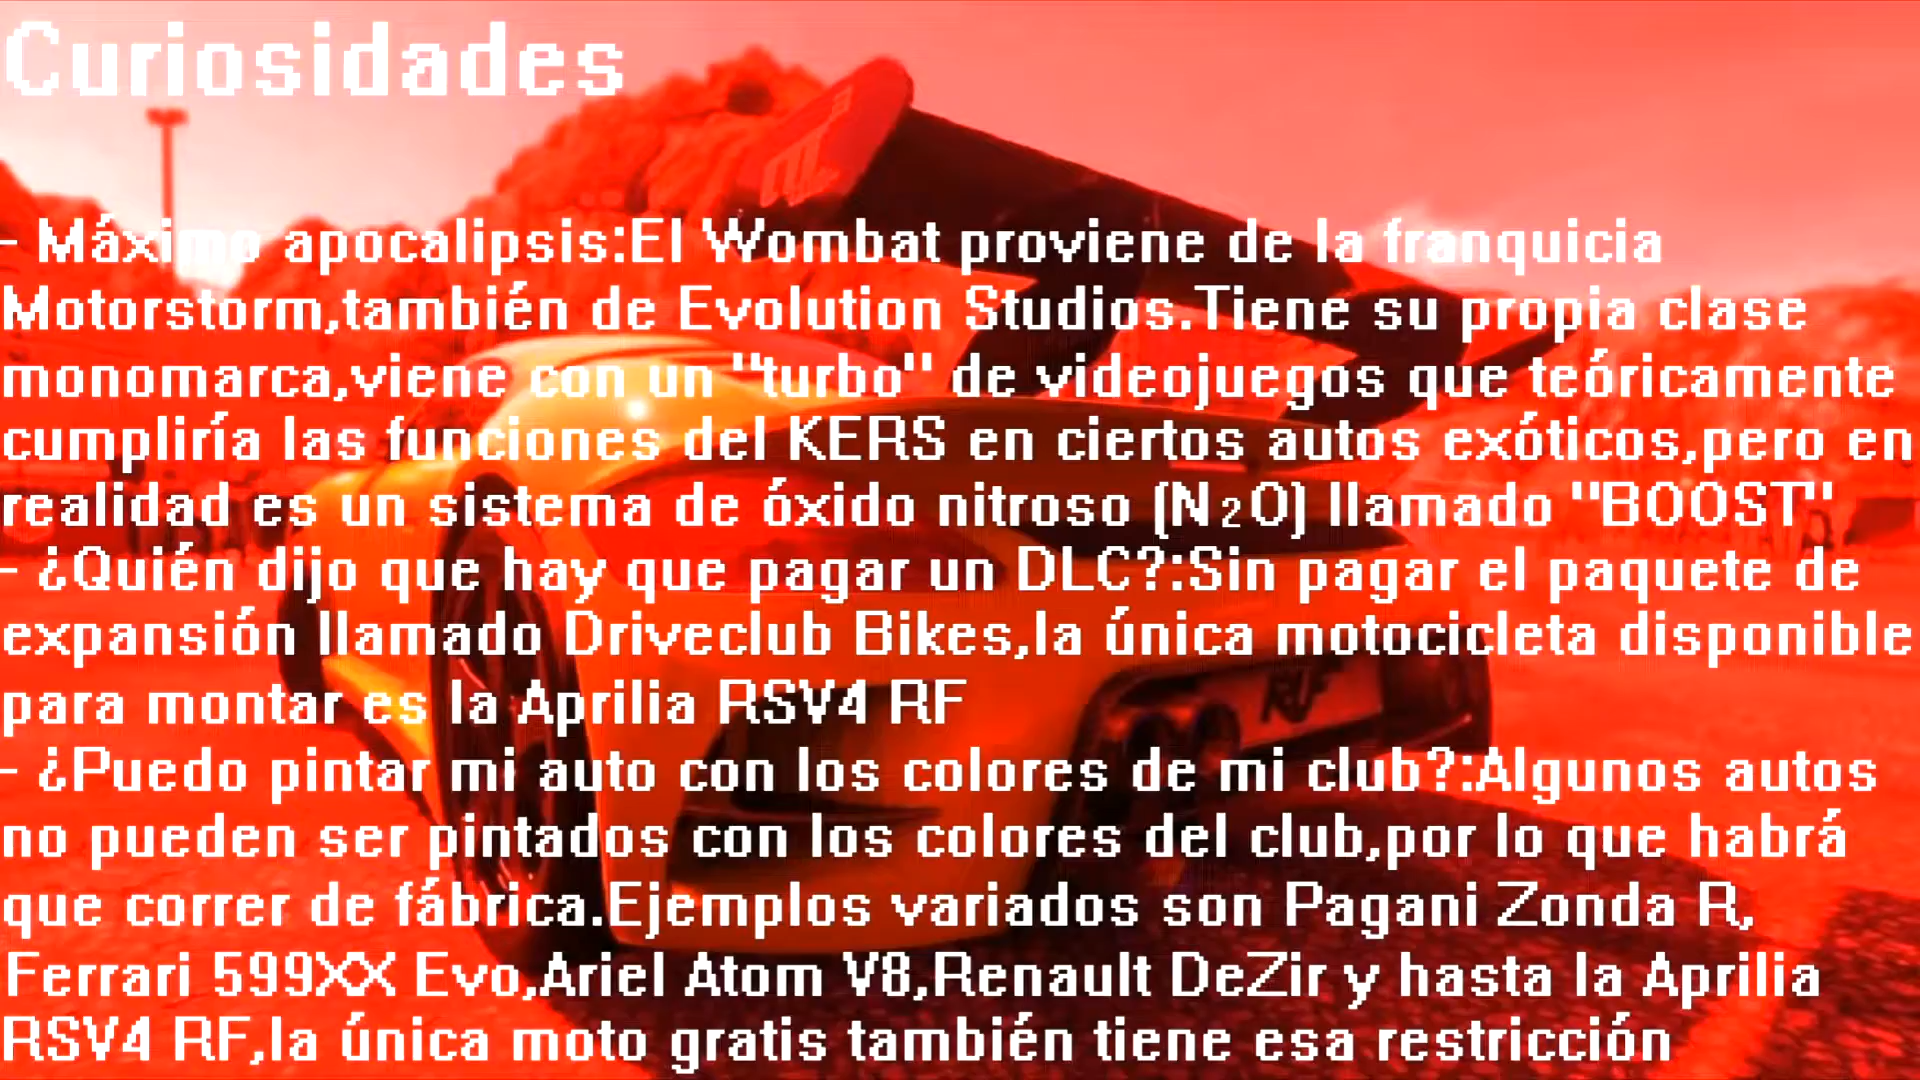 Curiosidades
- Máximo apocalipsis:El Wombat proviene de la franquicia
Motorstorm,también de Evolution Studios.Tiene su propia clase
monomarca,viene con un "turbo" de videojuegos que teóricamente
cumpliría las funciones del KERS en ciertos autos exóticos,pero en
realidad es un sistema de óxido nitroso (N₂O) llamado "BOOST"
- ¿Quién dijo que hay que pagar un DLC?:Sin pagar el paquete de
expansión llamado Driveclub Bikes,la única motocicleta disponible
para montar es la Aprilia RSV4 RF
- ¿Puedo pintar mi auto con los colores de mi club?:Algunos autos
no pueden ser pintados con los colores del club,por lo que habrá
que correr de fábrica.Ejemplos variados son Pagani Zonda R,
Ferrari 599XX Evo,Ariel Atom V8,Renault DeZir y hasta la Aprilia
RSV4 RF,la única moto gratis también tiene esa restricción
RUF